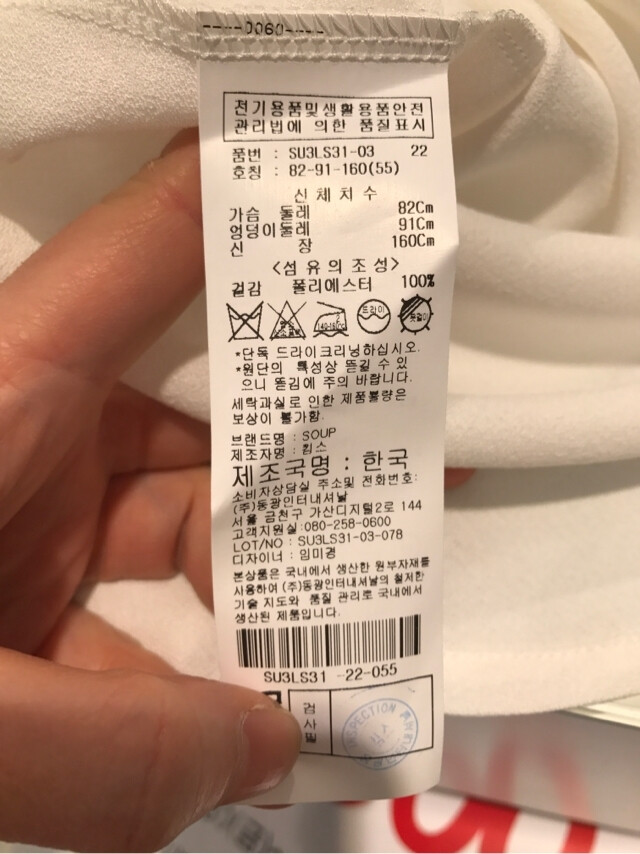 ----0060----
전기용품및생활용품안전
관리법에 의한 품질표시
품번 : SU3LS31-03 22
호칭 : 82-91-160(55)
신체치수
가슴 둘레 82Cm
엉덩이둘레 91Cm
신 장 160Cm
<섬유의조성>
겉감 폴리에스터 100%
드라이
*단독 드라이크리닝하십시오.
*원단의 특성상 뜯길 수 있
으니 뜯김에 주의 바랍니다.
세탁과실로 인한 제품불량은
보상이 불가함.
브랜드명 : SOUP
제조자명 : 킴스
제조국명 : 한국
소비자상담실 주소및 전화번호:
(주)동광인터내셔날
서울 금천구 가산디지털2로 144
고객지원실:080-258-0600
LOT/NO : SU3LS31-03-078
디자이너 : 임미경
본상품은 국내에서 생산한 원부자재를
사용하여 (주)동광인터내셔날의 철저한
기술 지도와 품질 관리로 국내에서
생산된 제품입니다.
SU3LS31 -22-055
검사필
INSPECTION